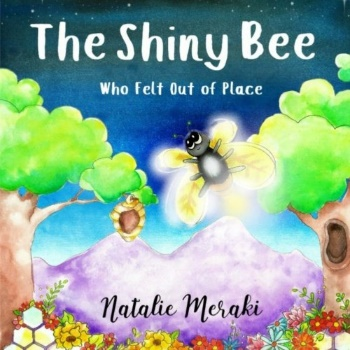 The Shiny Bee
Who Felt Out of Place
Natalie Meraki